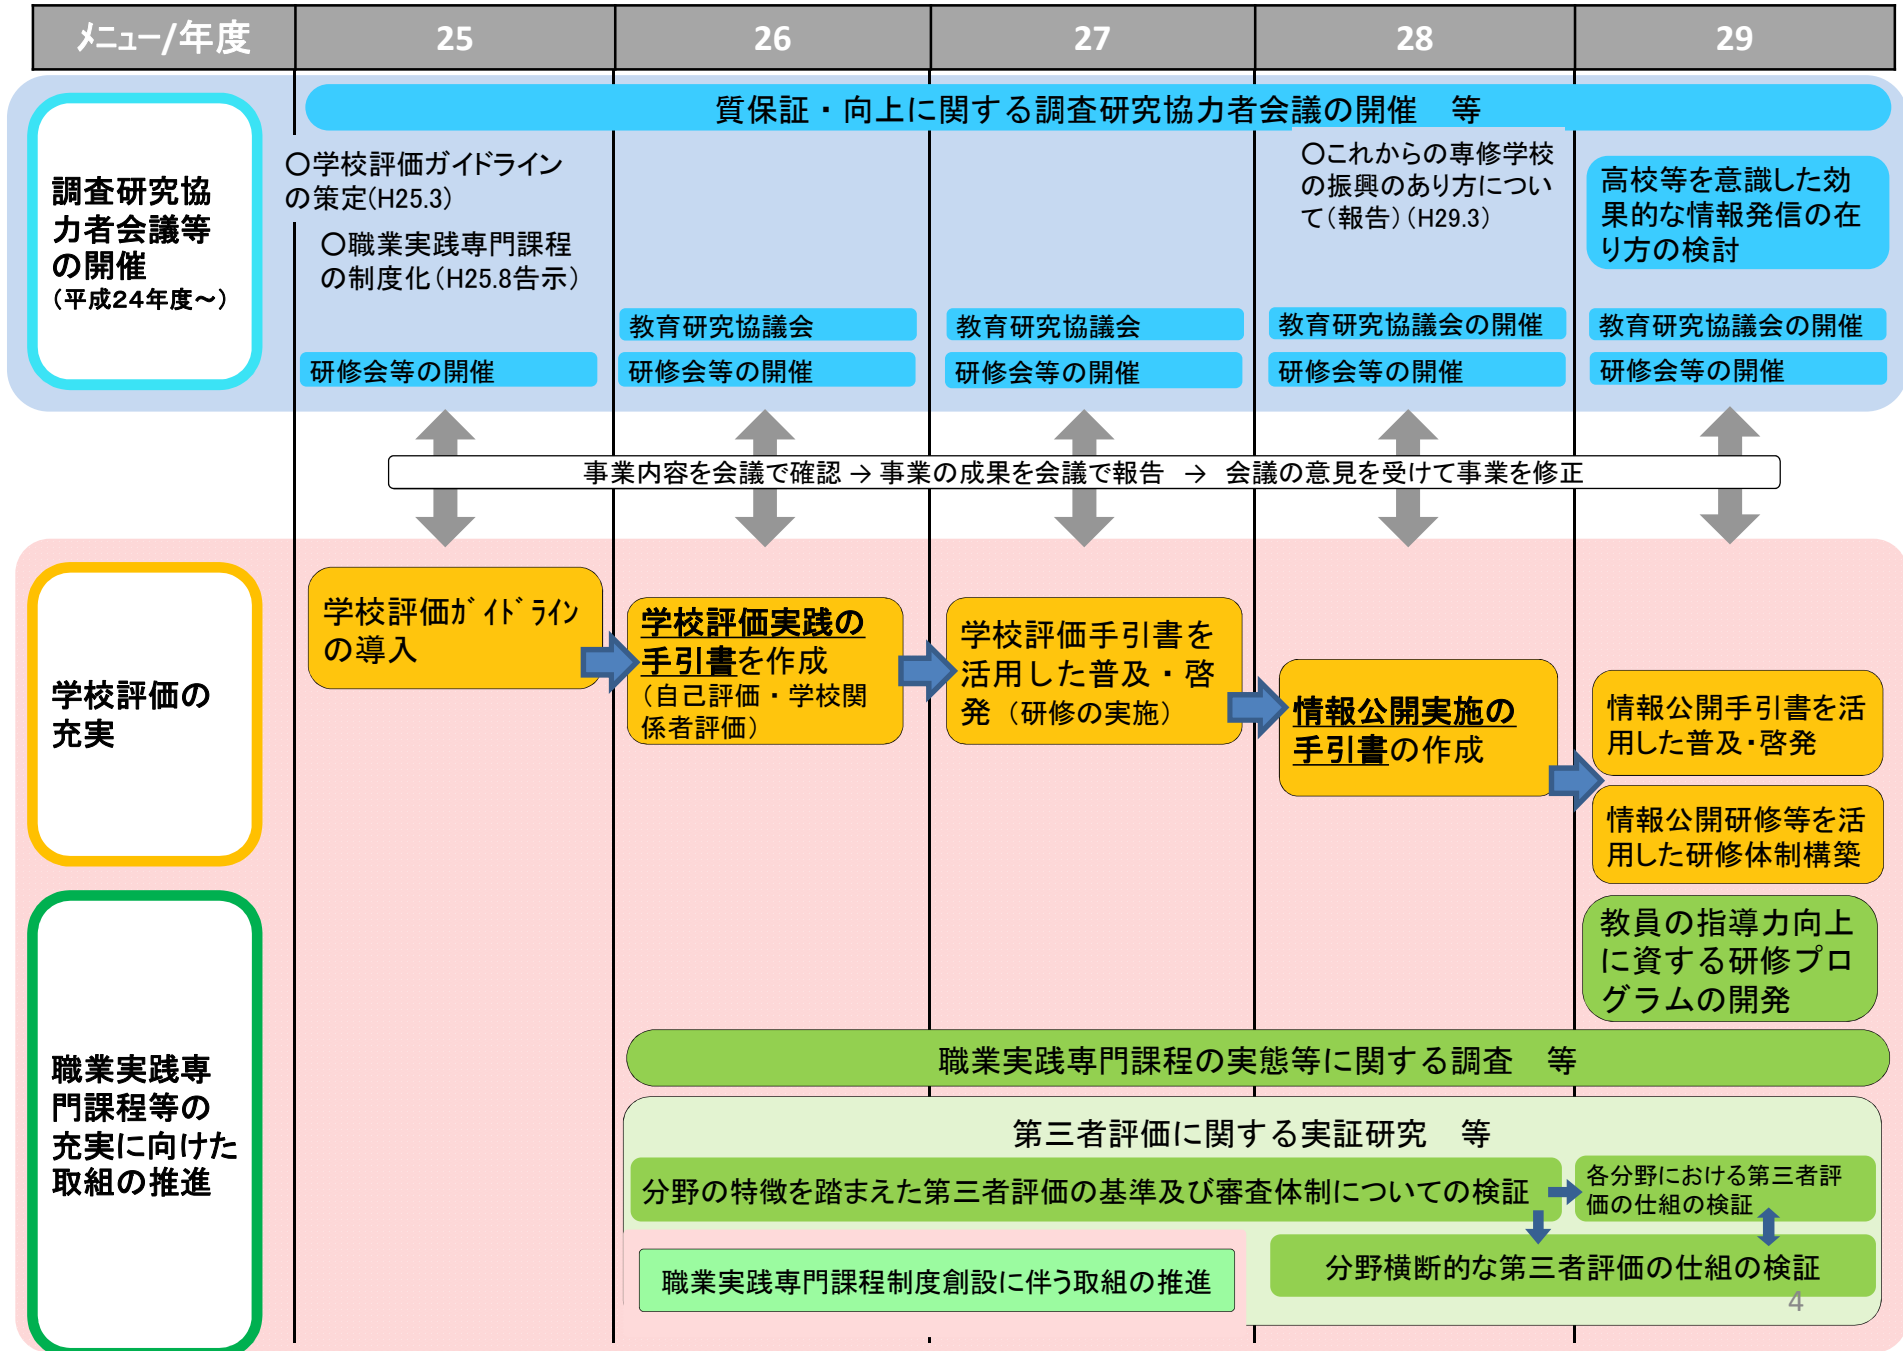 メニュー/年度
25
26
27
28
29
調査研究協
力者会議等
の開催
（平成24年度～）
質保証・向上に関する調査研究協力者会議の開催　等
○学校評価ガイドライン
の策定(H25.3)
○職業実践専門課程
の制度化(H25.8告示)
○これからの専修学校
の振興のあり方につい
て(報告)(H29.3)
高校等を意識した効
果的な情報発信の在
り方の検討
教育研究協議会
教育研究協議会
教育研究協議会の開催
教育研究協議会の開催
研修会等の開催
研修会等の開催
研修会等の開催
研修会等の開催
研修会等の開催
事業内容を会議で確認 → 事業の成果を会議で報告 → 会議の意見を受けて事業を修正
学校評価の
充実
学校評価ガイドライン
の導入
学校評価実践の
手引書を作成
（自己評価・学校関
係者評価）
学校評価手引書を
活用した普及・啓
発（研修の実施）
情報公開実施の
手引書の作成
情報公開手引書を活
用した普及・啓発
情報公開研修等を活
用した研修体制構築
職業実践専
門課程等の
充実に向けた
取組の推進
教員の指導力向上
に資する研修プロ
グラムの開発
職業実践専門課程の実態等に関する調査　等
第三者評価に関する実証研究　等
分野の特徴を踏まえた第三者評価の基準及び審査体制についての検証
各分野における第三者評
価の仕組の検証
職業実践専門課程制度創設に伴う取組の推進
分野横断的な第三者評価の仕組の検証
4